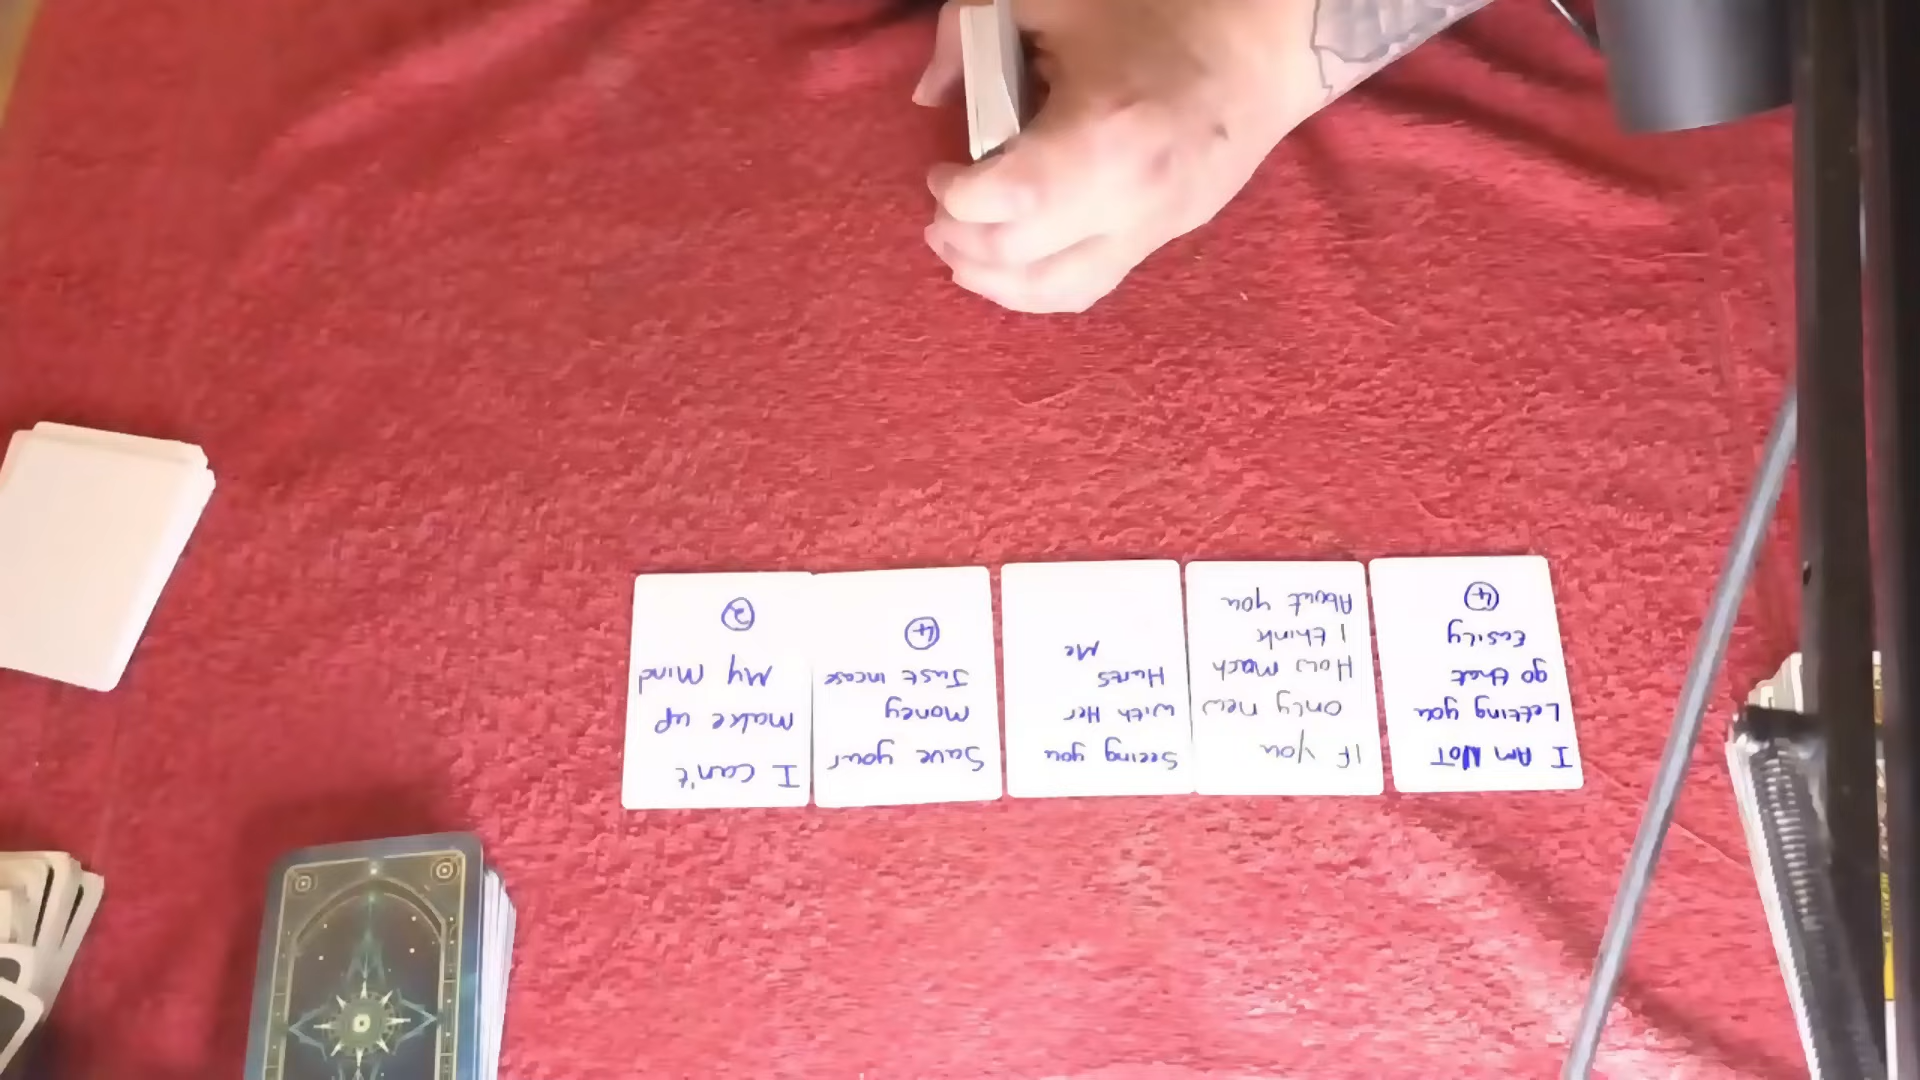 I Am NOT
Letting you
go that
Easily
4
IF you
only new
How mach
I think
About you
Seeing you
with Her
Hurts
Me
Save your
money
Just incase
4
I can't
make up
My Mind
2